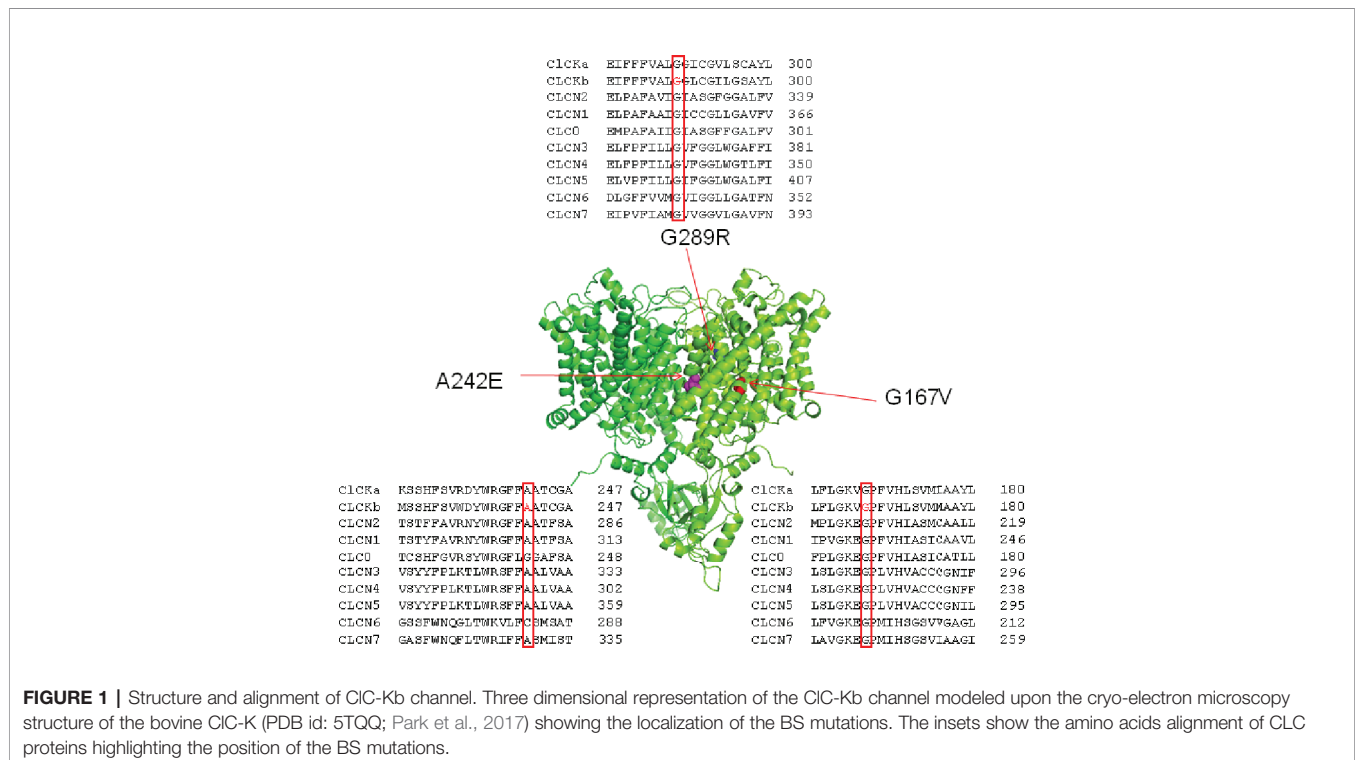 ClCKa EIFFFVALGGICGVLSCAYL 300
CLCKb EIFFFVALGGLCGILGSAYL 300
CLCN2 ELPAFAVIGIASGFGGALFV 339
CLCN1 ELPAFAAIGICCGLLGAVFV 366
CLC0 EMPAFAIIGIASGFFGALFV 301
CLCN3 ELFPFILLGVFGGLWGAFFI 381
CLCN4 ELFPFILLGVFGGLWGTLFI 350
CLCN5 ELVPFILLGIFGGLWGALFI 407
CLCN6 DLGFFVVMGVIGGLLGATFN 352
CLCN7 EIPVFIAMGVVGGVLGAVFN 393
G289R
A242E
G167V
ClCKa KSSHFSVRDYWRGFFAATCGA 247
CLCKb MSSHFSVWDYWRGFFAATCGA 247
CLCN2 TSTFFAVRNYWRGFFAATFSA 286
CLCN1 TSTYFAVRNYWRGFFAATFSA 313
CLC0 TCSHFGVRSYWRGFLGGAFSA 248
CLCN3 VSYYFPLKTLWRSFFAALVAA 333
CLCN4 VSYYFPLKTLWRSFFAALVAA 302
CLCN5 VSYYFPLKTLWRSFFAALVAA 359
CLCN6 GSSFWNQGLTWKVLFCSMSAT 288
CLCN7 GASFWNQFLTWRIFFASMIST 335
ClCKa LFLGKVGPFVHLSVMIAAYL 180
CLCKb LFLGKVGPFVHLSVMMAAYL 180
CLCN2 MPLGKEGPFVHIASMCAALL 219
CLCN1 IPVGKEGPFVHIASICAAVL 246
CLC0 FPLGKEGPFVHIASICATLL 180
CLCN3 LSLGKEGPLVHVACCCGNIF 296
CLCN4 LSLGKEGPLVHVACCCGNFF 238
CLCN5 LSLGKEGPLVHVACCCGNIL 295
CLCN6 LFVGKEGPMIHSGSVVGAGL 212
CLCN7 LAVGKEGPMIHSGSVIAAGI 259
FIGURE 1 | Structure and alignment of ClC-Kb channel. Three dimensional representation of the ClC-Kb channel modeled upon the cryo-electron microscopy
structure of the bovine ClC-K (PDB id: 5TQQ; Park et al., 2017) showing the localization of the BS mutations. The insets show the amino acids alignment of CLC
proteins highlighting the position of the BS mutations.